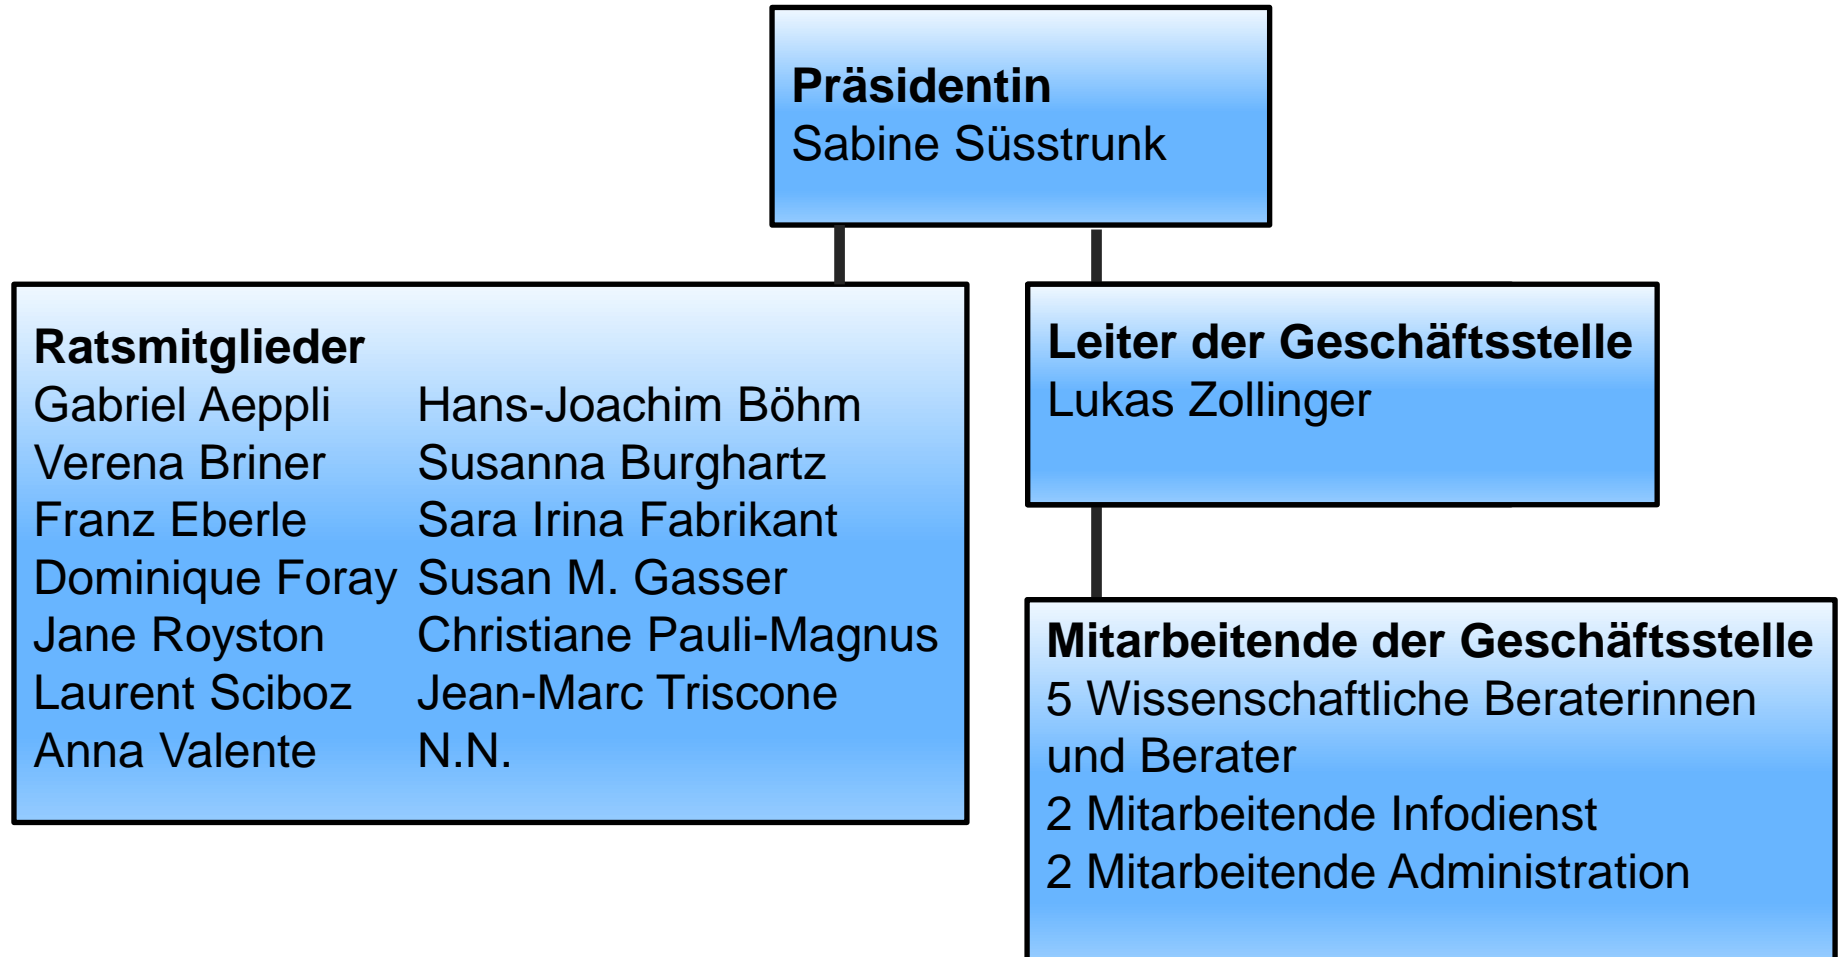 Präsidentin
Sabine Süsstrunk
Ratsmitglieder
Gabriel Aeppli Hans-Joachim Böhm
Verena Briner Susanna Burghartz
Franz Eberle Sara Irina Fabrikant
Dominique Foray Susan M. Gasser
Jane Royston Christiane Pauli-Magnus
Laurent Sciboz Jean-Marc Triscone
Anna Valente N.N.
Leiter der Geschäftsstelle
Lukas Zollinger
Mitarbeitende der Geschäftsstelle
5 Wissenschaftliche Beraterinnen
und Berater
2 Mitarbeitende Infodienst
2 Mitarbeitende Administration